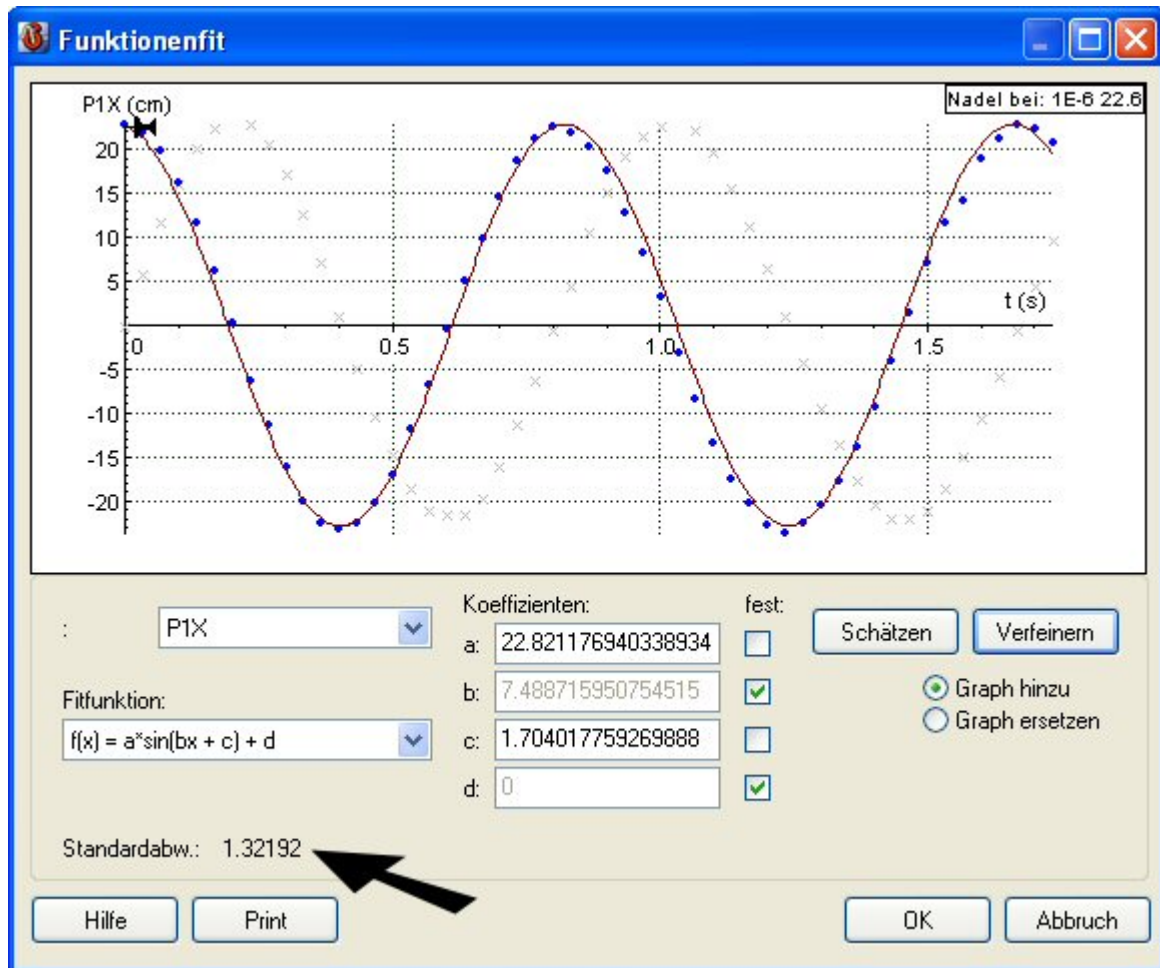 Funktionenfit
P1X (cm)
Nadel bei: 1E-6 22.6
20
15
10
5
t (s)
0 0.5 1.0 1.5
-5
-10
-15
-20
Koeffizienten: fest:
: P1X
a: 22.821176940338934
Schätzen Verfeinern
b: 7.488715950754515
Graph hinzu
Fitfunktion:
Graph ersetzen
f(x) = a*sin(bx + c) + d
c: 1.704017759269888
d: 0
Standardabw.: 1.32192
Hilfe Print OK Abbruch